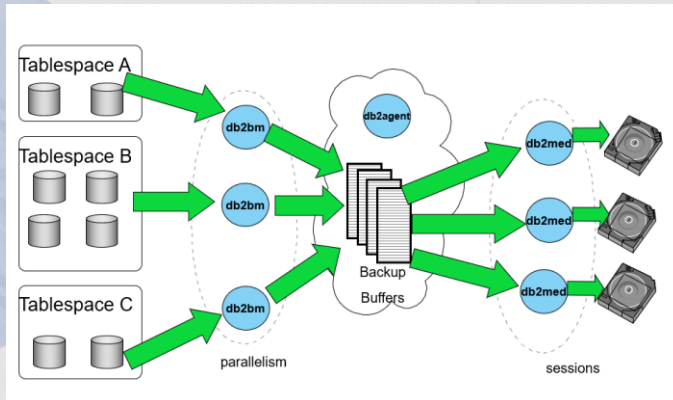 Tablespace A
Tablespace B
Tablespace C
db2bm
db2bm
db2bm
parallelism
db2agent
Backup
Buffers
db2med
db2med
db2med
sessions